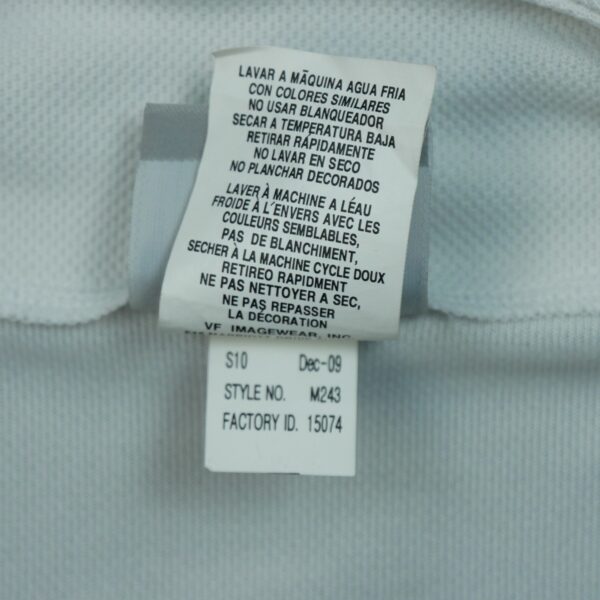 LAVAR A MÃQUINA AGUA FRIA
CON COLORES SIMILARES
NO USAR BLANQUEADOR
SECAR A TEMPERATURA BAJA
RETIRAR RÁPIDAMENTE
NO LAVAR EN SECO
NO PLANCHAR DECORADOS
LAVER À MACHINE A LÉAU
FROIDE À L'ENVERS AVEC LES
COULEURS SEMBLABLES,
PAS DE BLANCHIMENT,
SECHER À LA MACHINE CYCLE DOUX
RETIREO RAPIDMENT
NE PAS NETTOYER A SEC,
NE PAS REPASSER
LA DÉCORATION
VF IMAGEWEAR, INC.
S10 Dec-09
STYLE NO. M243
FACTORY ID. 15074